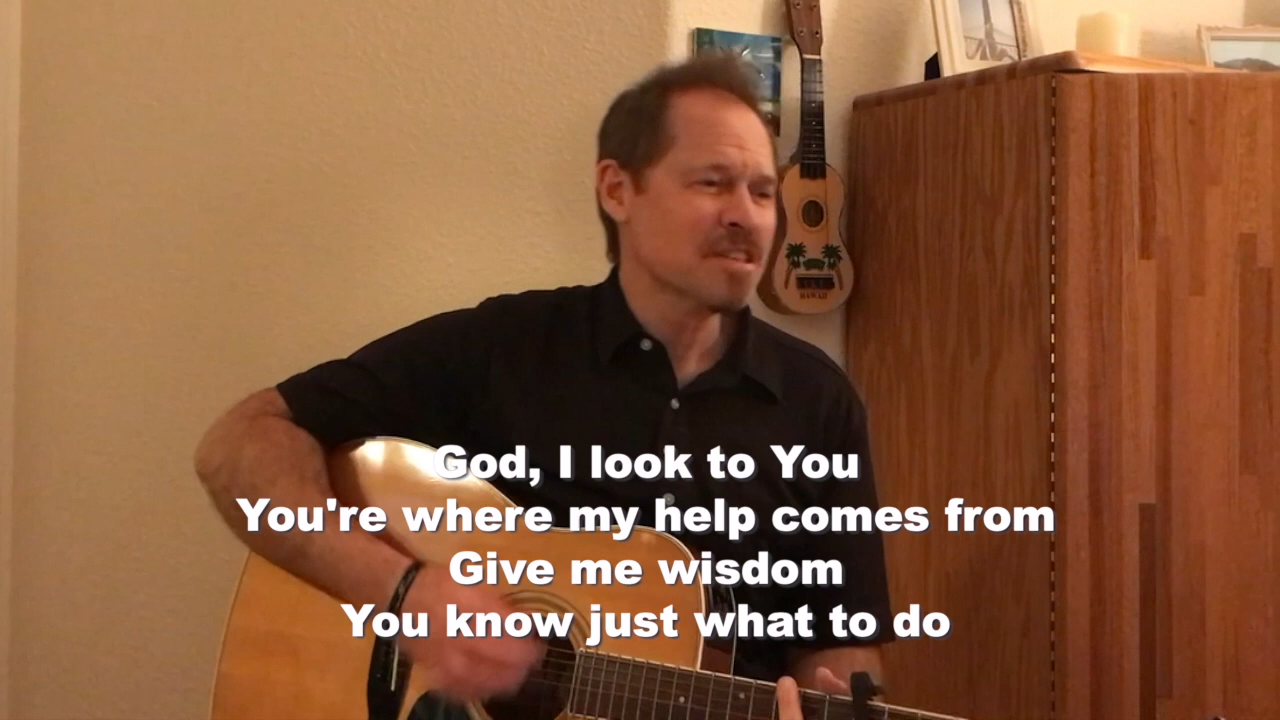 HAWAII
God, I look to You
You're where my help comes from
Give me wisdom
You know just what to do